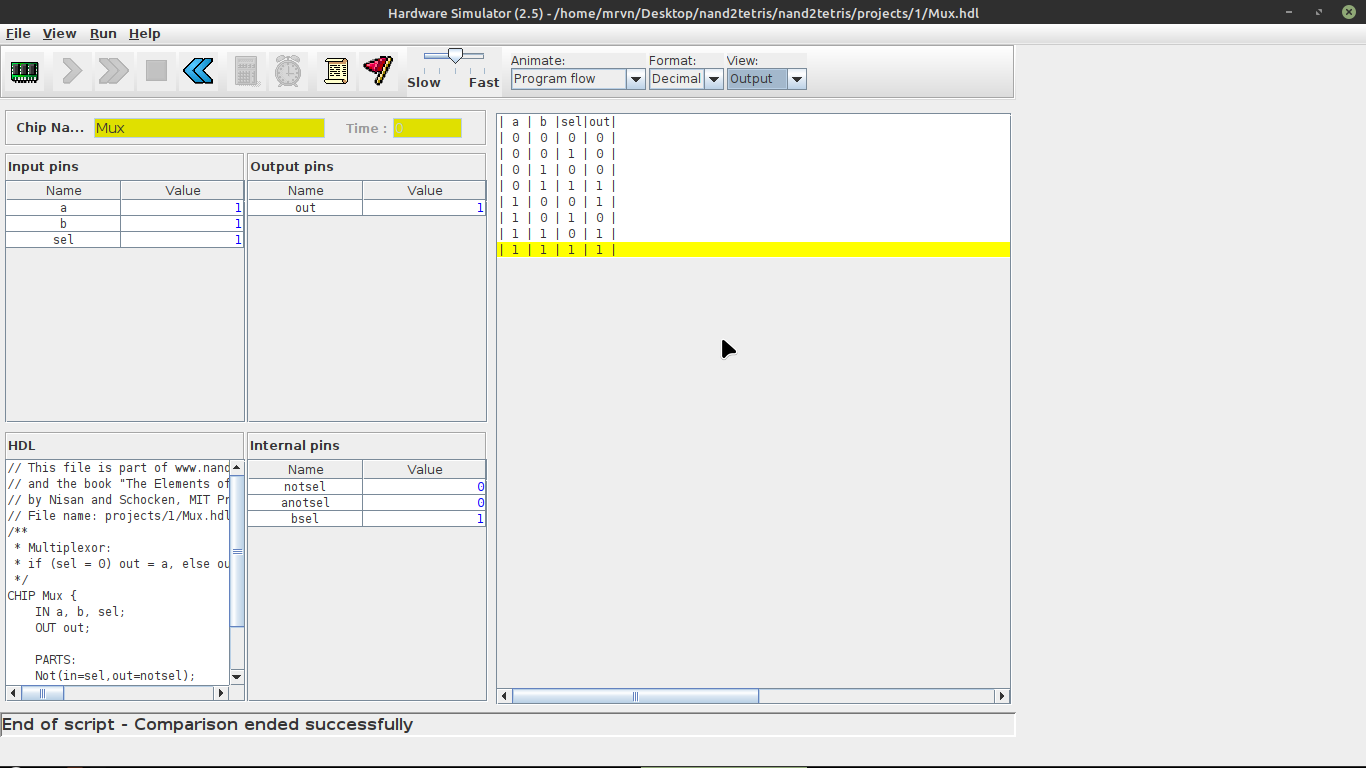 Hardware Simulator (2.5) - /home/mrvn/Desktop/nand2tetris/nand2tetris/projects/1/Mux.hdl
File View Run Help
Slow Fast
Animate:
Program flow
Format:
Decimal
View:
Output
Chip Na... Mux Time : 0
Input pins
Name Value
a 1
b 1
sel 1
Output pins
Name Value
out 1
| a | b |sel|out|
| 0 | 0 | 0 | 0 |
| 0 | 0 | 1 | 0 |
| 0 | 1 | 0 | 0 |
| 0 | 1 | 1 | 1 |
| 1 | 0 | 0 | 1 |
| 1 | 0 | 1 | 0 |
| 1 | 1 | 0 | 1 |
| 1 | 1 | 1 | 1 |
HDL
// This file is part of www.nand
// and the book "The Elements of
// by Nisan and Schocken, MIT Pr
// File name: projects/1/Mux.hdl
/**
* Multiplexor:
* if (sel = 0) out = a, else ou
*/
CHIP Mux {
IN a, b, sel;
OUT out;
PARTS:
Not(in=sel,out=notsel);
Internal pins
Name Value
notsel 0
anotsel 0
bsel 1
End of script - Comparison ended successfully